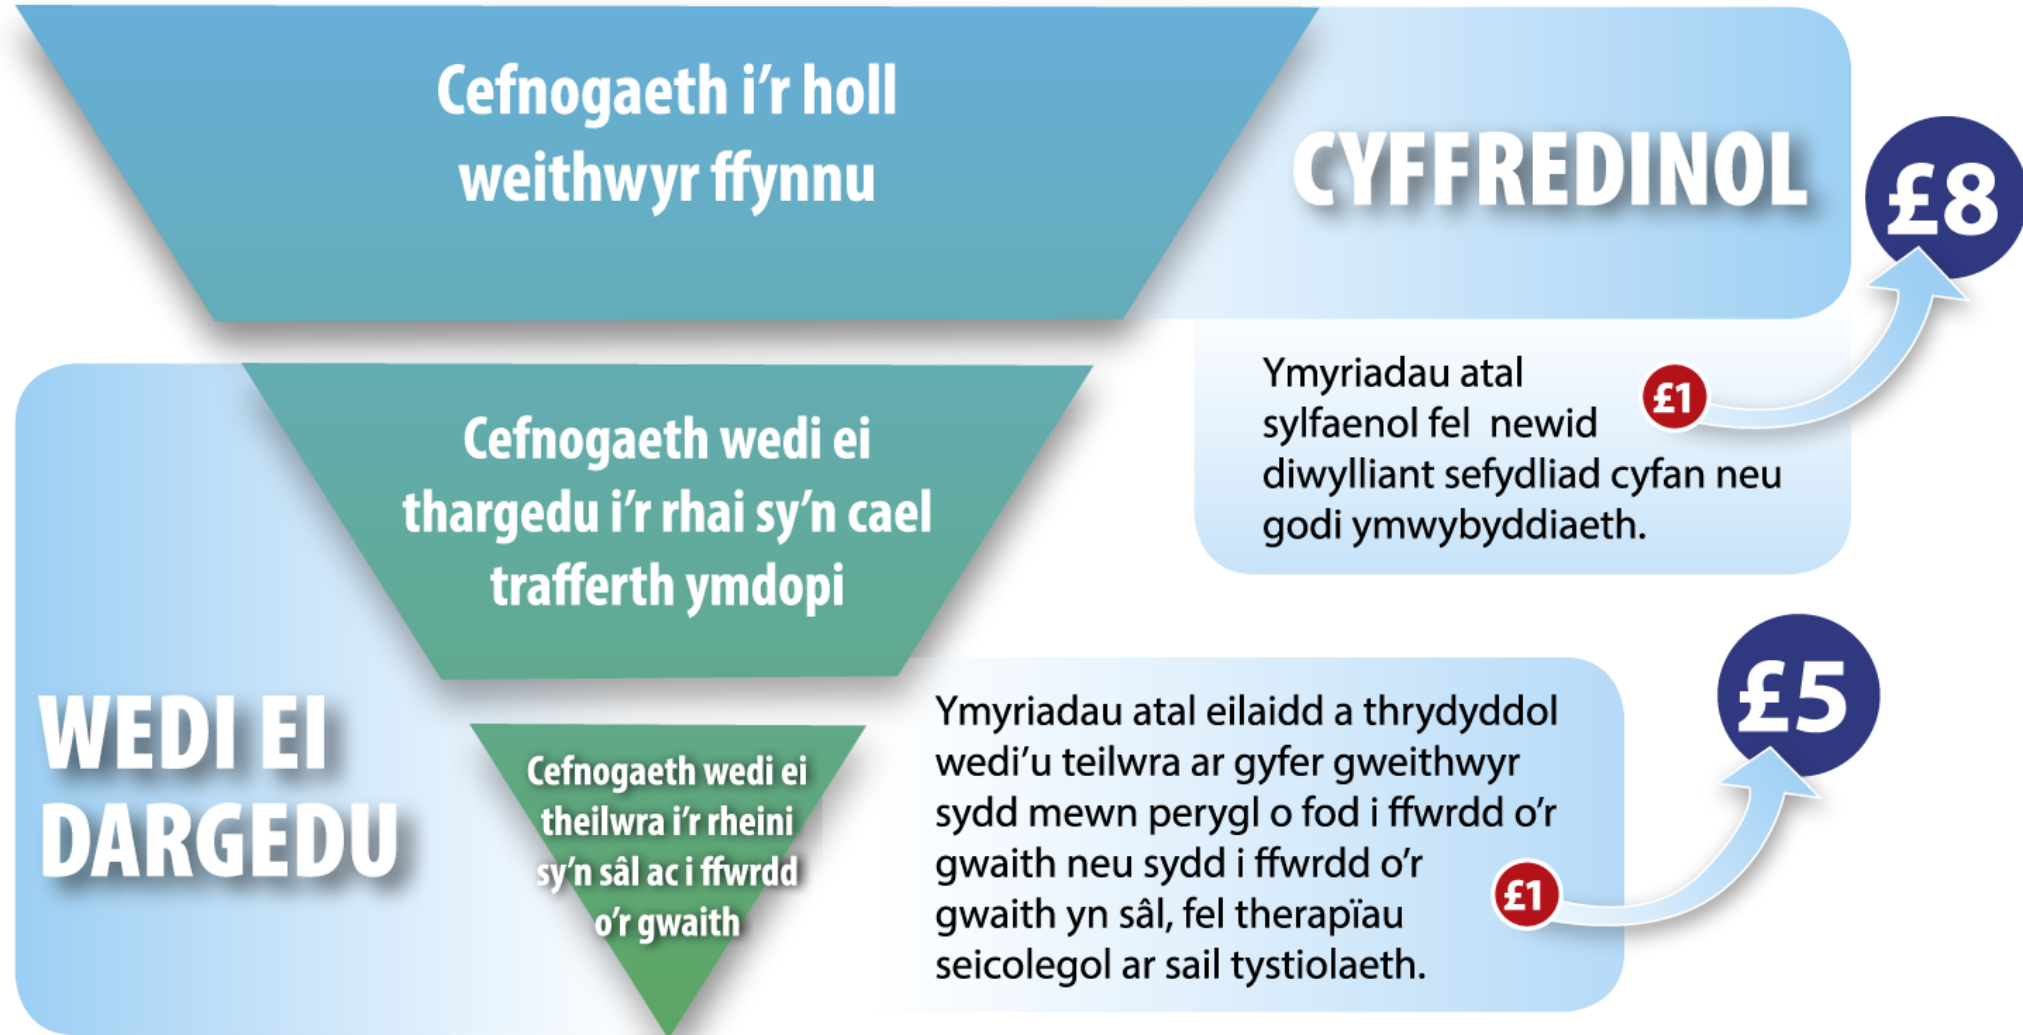 Cefnogaeth i'r holl
weithwyr ffynnu
CYFFREDINOL
£8
Ymyriadau atal
sylfaenol fel newid
diwylliant sefydliad cyfan neu
godi ymwybyddiaeth.
£1
Cefnogaeth wedi ei
thargedu i'r rhai sy'n cael
trafferth ymdopi
WEDI EI
DARGEDU
Cefnogaeth wedi ei
theilwra i'r rheini
sy'n sâl ac i ffwrdd
o'r gwaith
Ymyriadau atal eilaidd a thrydyddol
wedi'u teilwra ar gyfer gweithwyr
sydd mewn perygl o fod i ffwrdd o'r
gwaith neu sydd i ffwrdd o'r
gwaith yn sâl, fel therapïau
seicolegol ar sail tystiolaeth.
£1
£5